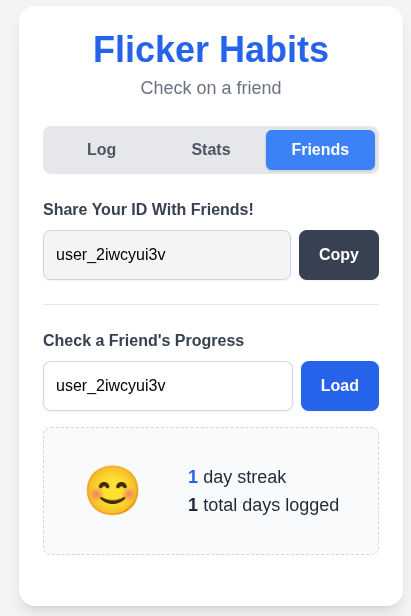 Flicker Habits
Check on a friend
Log Stats Friends
Share Your ID With Friends!
user_2iwcyui3v Copy
Check a Friend's Progress
user_2iwcyui3v Load
1 day streak
1 total days logged